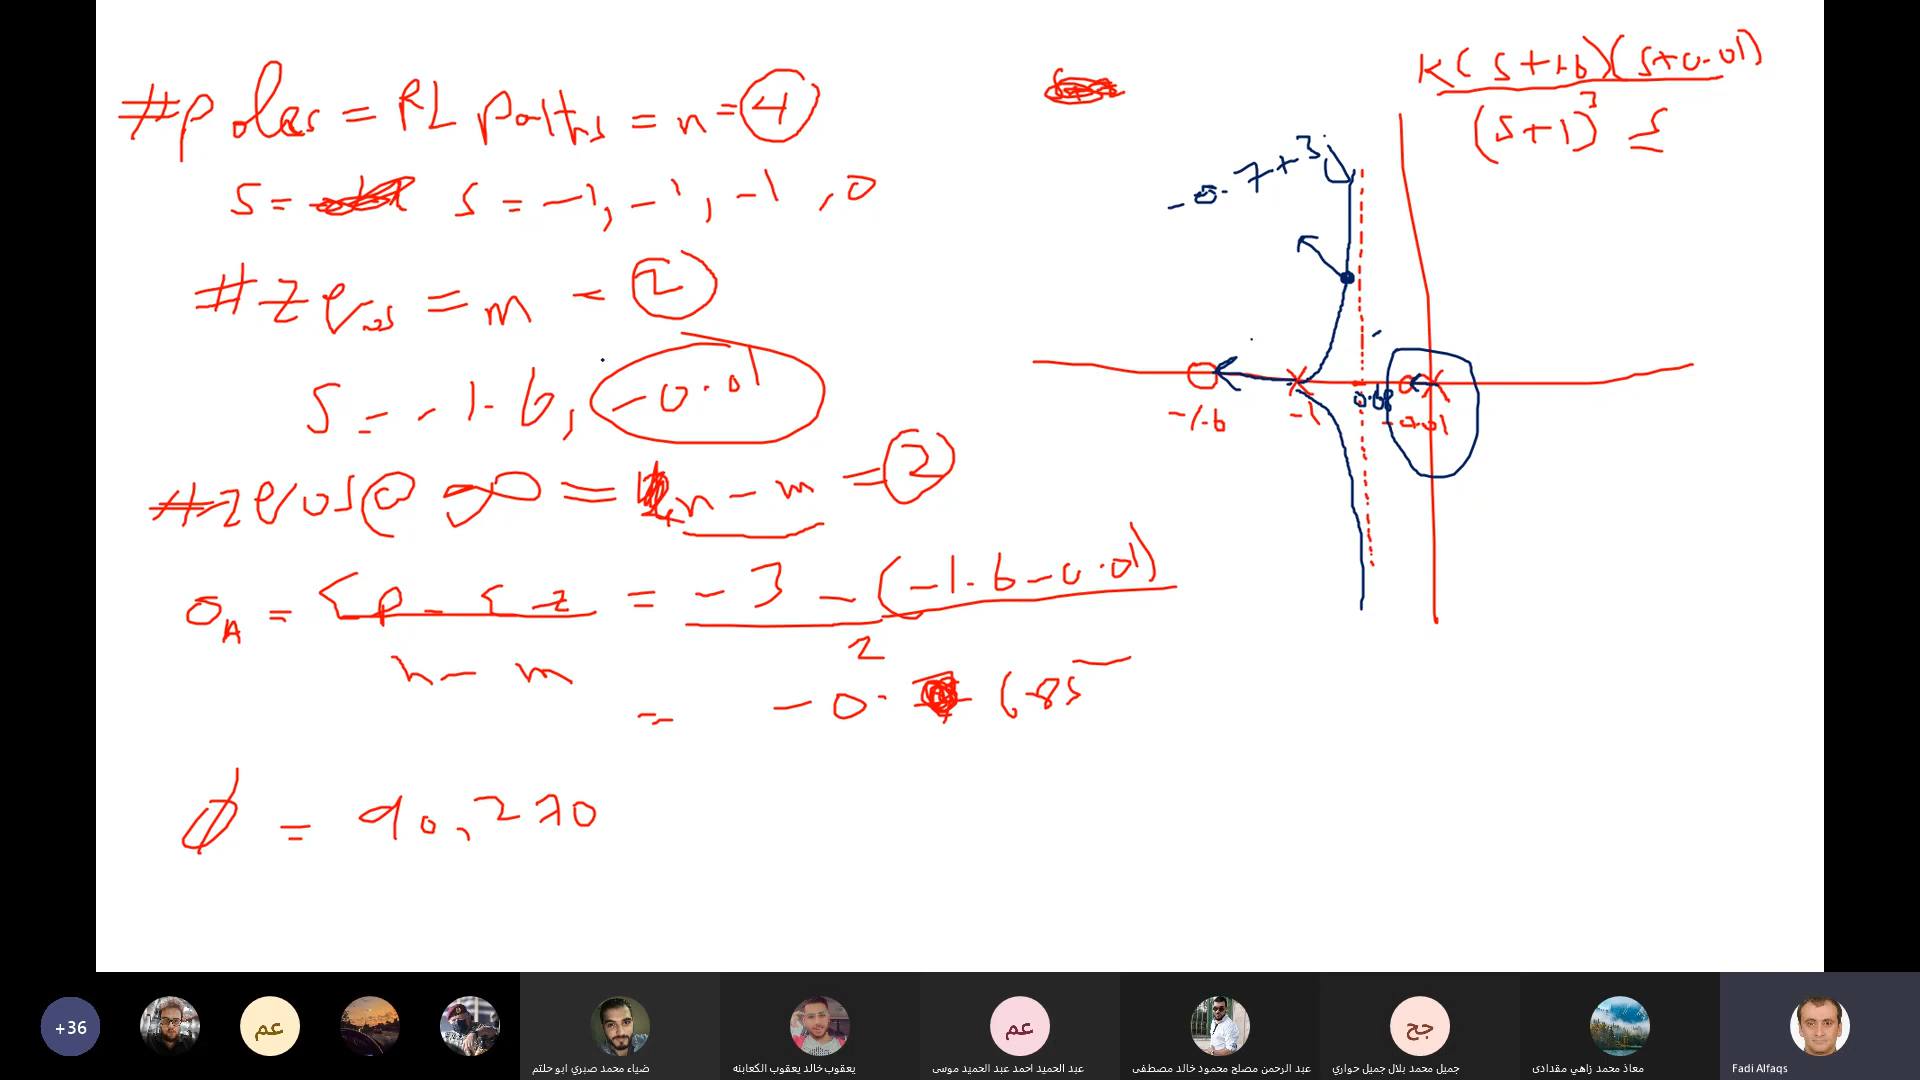 #poles = RL paths = n = 4
s = s = -1, -1, -1, 0
#zeros = m = 2
s = -1.6, -0.01
#zeros@ ∞ = n - m = 2
σA = Σp - Σz / n - m = -3 - (-1.6 - 0.01) / 2
= -0.685
φ = 90, 270
K(s+1.6)(s+0.01)
(s+1)³ s
-0.7+3j
-1.6
-1
0.68
-0.01
+36
عم
عم
جح
ضياء محمد صبري ابو حلتم
يعقوب خالد يعقوب الكعابنه
عبد الحميد احمد عبد الحميد موسى
عبد الرحمن مصلح محمود خالد مصطفى
جميل محمد بلال جميل حواري
معاذ محمد زاهي مقدادى
Fadi Alfaqs